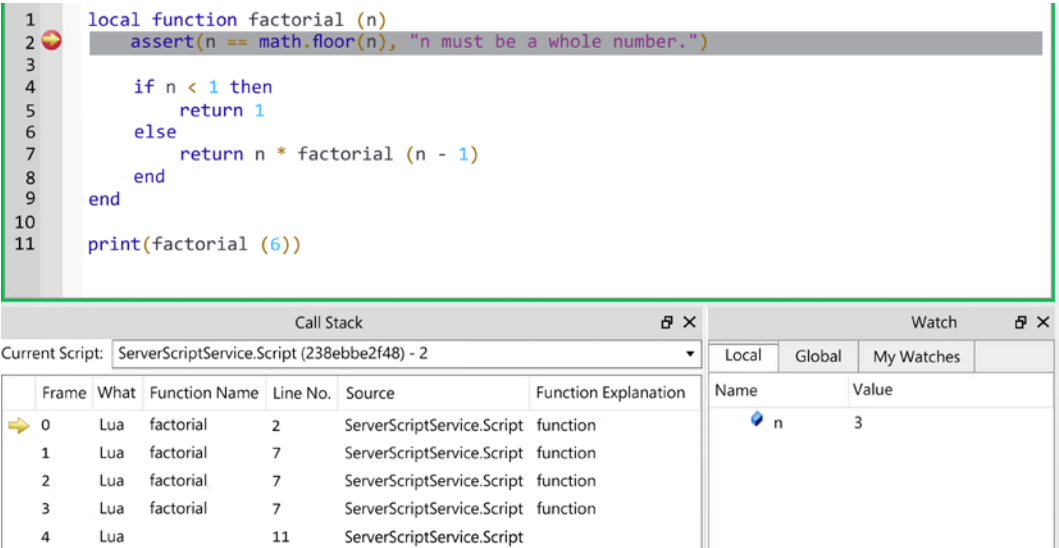 1 local function factorial (n)
2 assert(n == math.floor(n), "n must be a whole number.")
3
4 if n < 1 then
5 return 1
6 else
7 return n * factorial (n - 1)
8 end
9 end
10
11 print(factorial (6))
Call Stack
Current Script: ServerScriptService.Script (238ebbe2f48) - 2
Frame What Function Name Line No. Source Function Explanation
0 Lua factorial 2 ServerScriptService.Script function
1 Lua factorial 7 ServerScriptService.Script function
2 Lua factorial 7 ServerScriptService.Script function
3 Lua factorial 7 ServerScriptService.Script function
4 Lua 11 ServerScriptService.Script
Watch
Local Global My Watches
Name Value
n 3